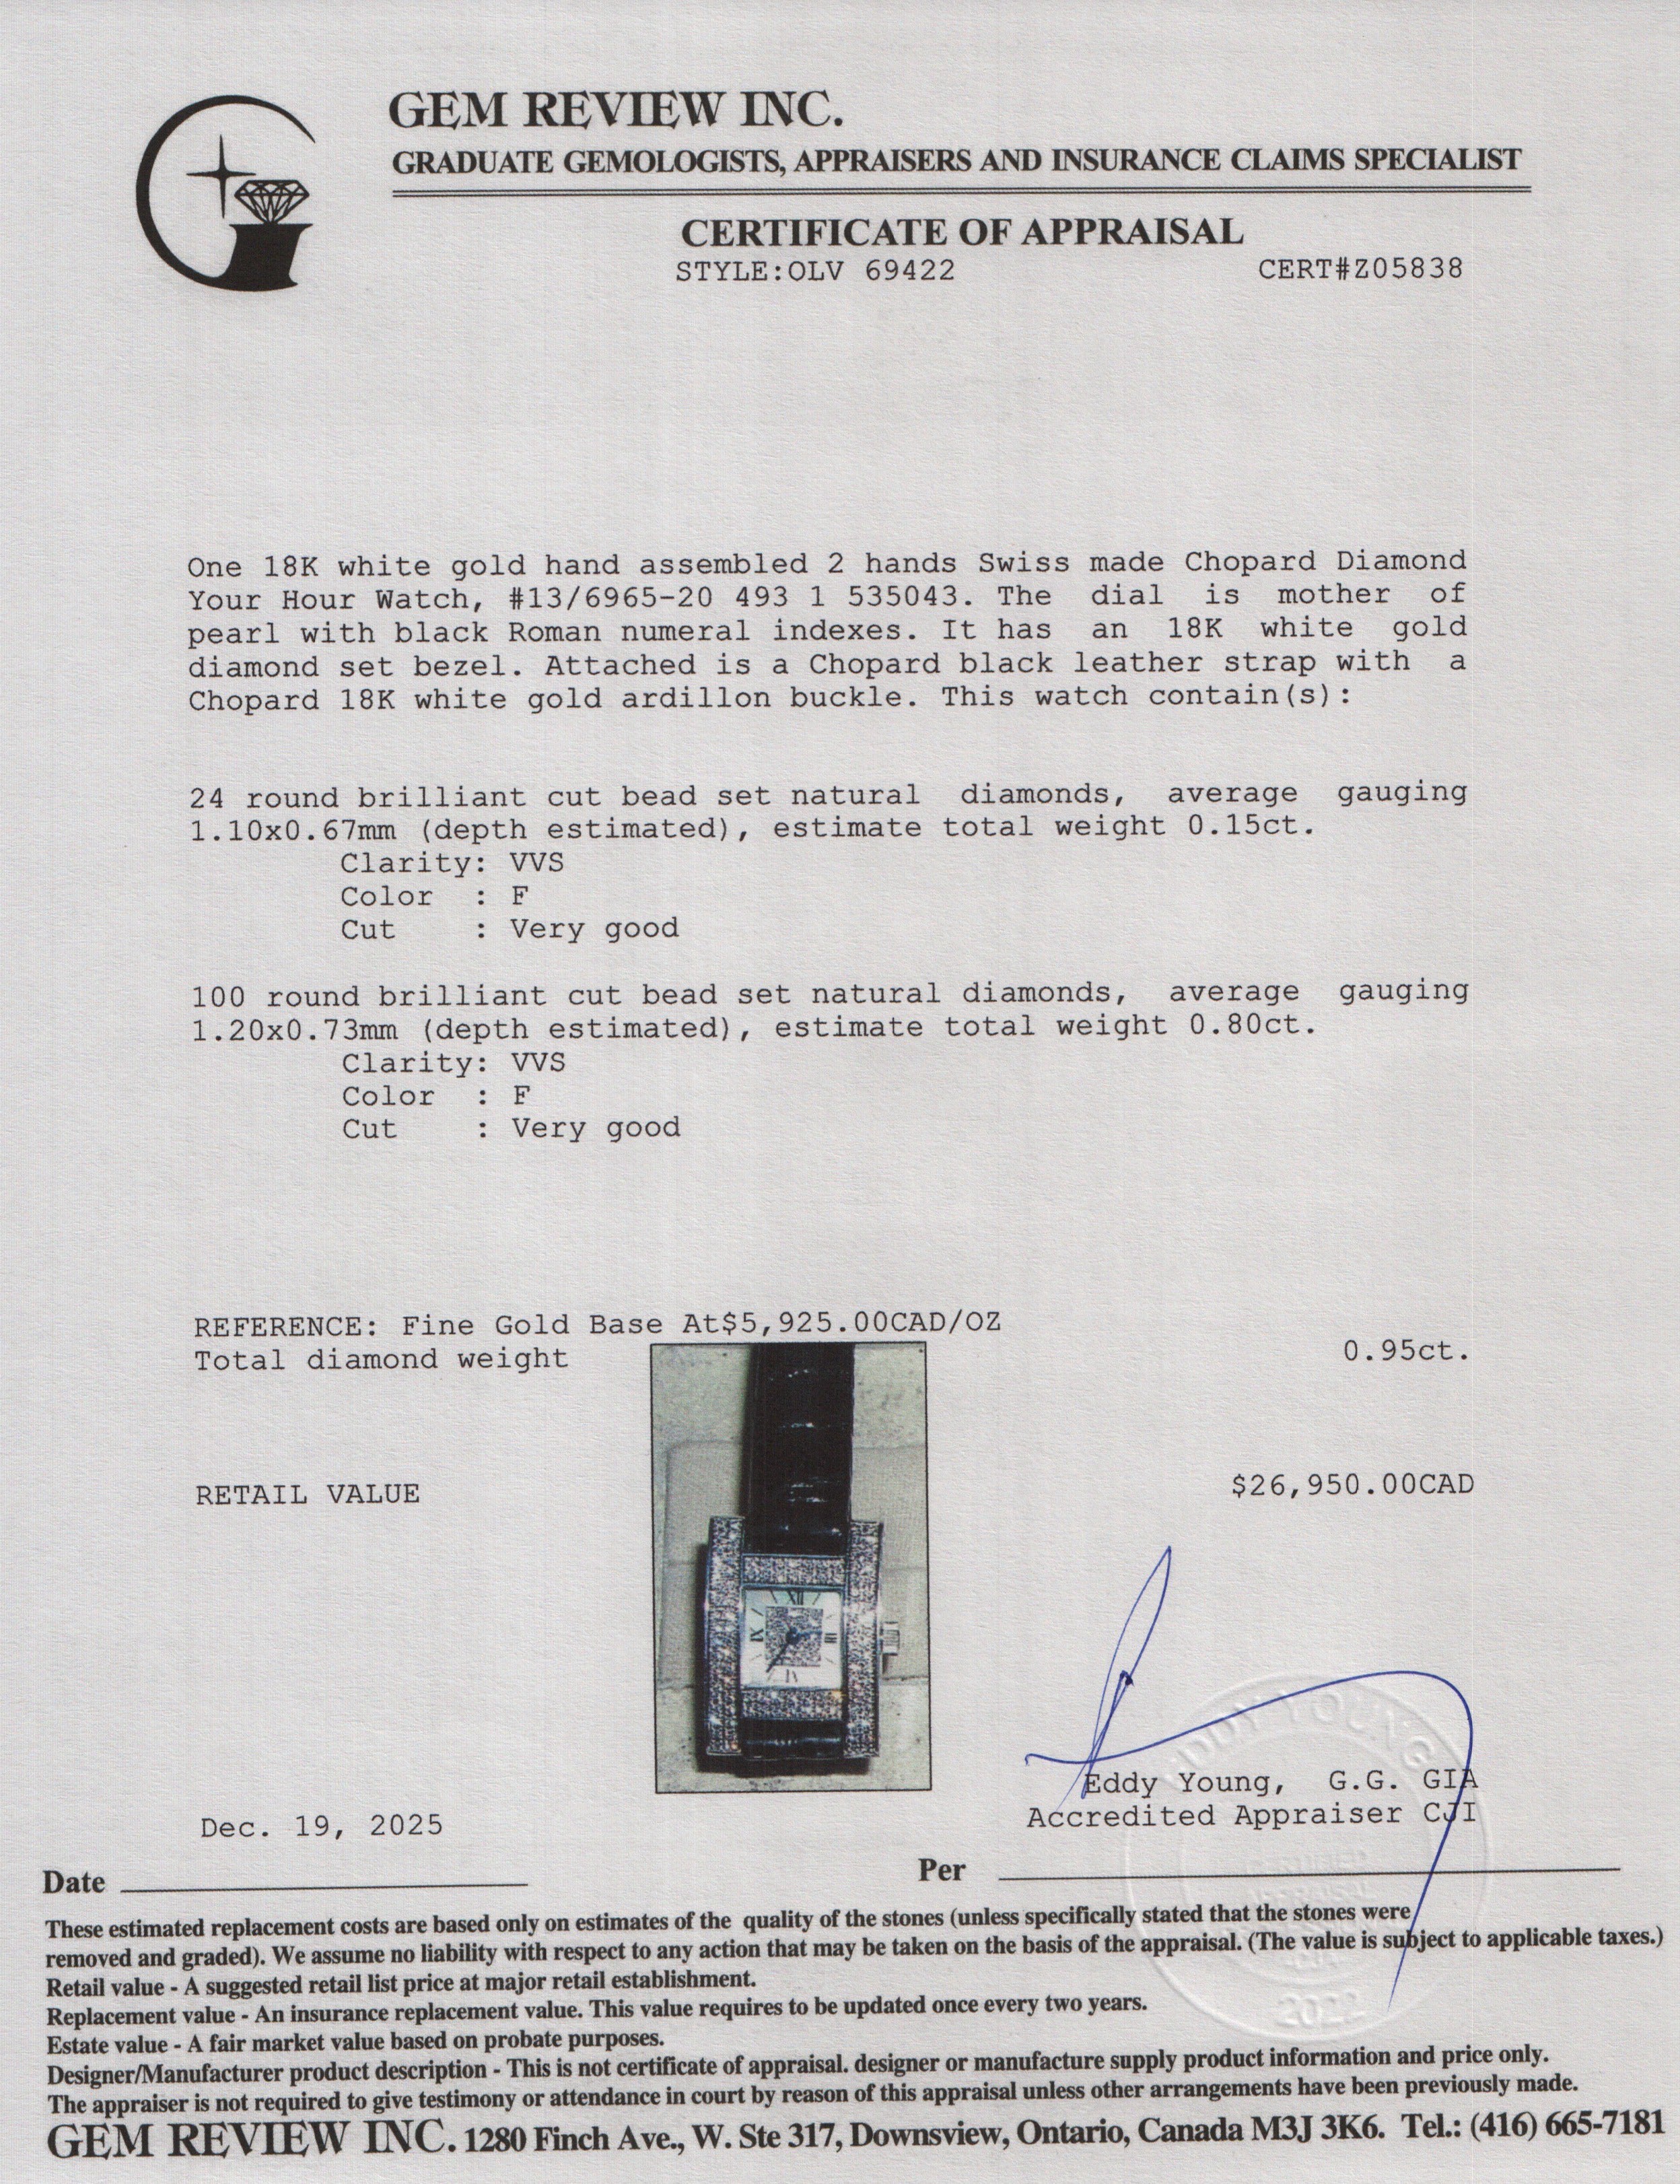 GEM REVIEW INC.
GRADUATE GEMOLOGISTS, APPRAISERS AND INSURANCE CLAIMS SPECIALIST
CERTIFICATE OF APPRAISAL
STYLE:OLV 69422 CERT#Z05838
One 18K white gold hand assembled 2 hands Swiss made Chopard Diamond
Your Hour Watch, #13/6965-20 493 1 535043. The dial is mother of
pearl with black Roman numeral indexes. It has an 18K white gold
diamond set bezel. Attached is a Chopard black leather strap with a
Chopard 18K white gold ardillon buckle. This watch contain(s):
24 round brilliant cut bead set natural diamonds, average gauging
1.10x0.67mm (depth estimated), estimate total weight 0.15ct.
Clarity: VVS
Color : F
Cut : Very good
100 round brilliant cut bead set natural diamonds, average gauging
1.20x0.73mm (depth estimated), estimate total weight 0.80ct.
Clarity: VVS
Color : F
Cut : Very good
REFERENCE: Fine Gold Base At$5,925.00CAD/OZ
Total diamond weight 0.95ct.
RETAIL VALUE $26,950.00CAD
XII
IX III
VI
EDDY YOUNG
Eddy Young, G.G. GIA
Accredited Appraiser CJI
Dec. 19, 2025
Date Per
These estimated replacement costs are based only on estimates of the quality of the stones (unless specifically stated that the stones were
removed and graded). We assume no liability with respect to any action that may be taken on the basis of the appraisal. (The value is subject to applicable taxes.)
Retail value - A suggested retail list price at major retail establishment.
Replacement value - An insurance replacement value. This value requires to be updated once every two years.
2022
Estate value - A fair market value based on probate purposes.
Designer/Manufacturer product description - This is not certificate of appraisal. designer or manufacture supply product information and price only.
The appraiser is not required to give testimony or attendance in court by reason of this appraisal unless other arrangements have been previously made.
GEM REVIEW INC. 1280 Finch Ave., W. Ste 317, Downsview, Ontario, Canada M3J 3K6. Tel.: (416) 665-7181